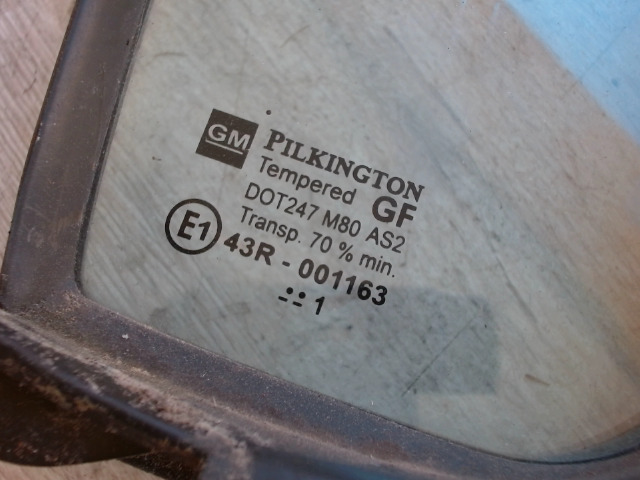 GM PILKINGTON
Tempered GF
DOT247 M80 AS2
Transp. 70 % min.
E1 43R - 001163
1